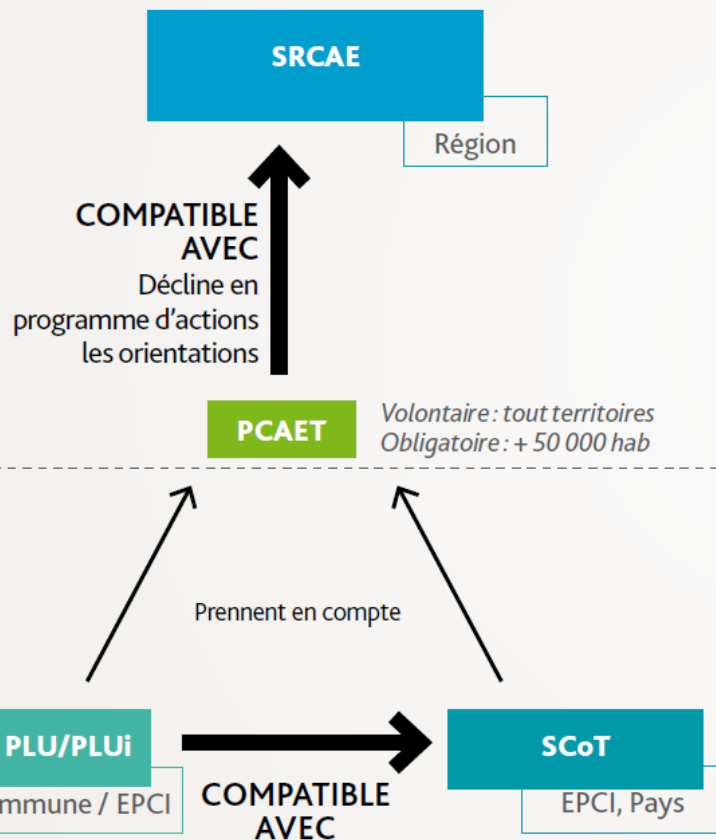 SRCAE
Région
COMPATIBLE
AVEC
Décline en
programme d'actions
les orientations
PCAET
Volontaire : tout territoires
Obligatoire : + 50 000 hab
Prennent en compte
PLU/PLUi
mmune / EPCI
COMPATIBLE
AVEC
SCoT
EPCI, Pays